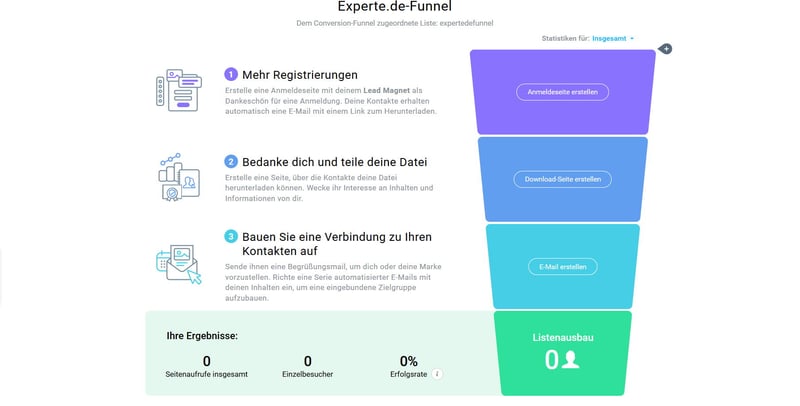 Experte.de-Funnel
Dem Conversion-Funnel zugeordnete Liste: expertedefunnel
Statistiken für: Insgesamt
1 Mehr Registrierungen
Erstelle eine Anmeldeseite mit deinem Lead Magnet als
Dankeschön für eine Anmeldung. Deine Kontakte erhalten
automatisch eine E-Mail mit einem Link zum Herunterladen.
Anmeldeseite erstellen
2 Bedanke dich und teile deine Datei
Erstelle eine Seite, über die Kontakte deine Datei
herunterladen können. Wecke ihr Interesse an Inhalten und
Informationen von dir.
Download-Seite erstellen
3 Bauen Sie eine Verbindung zu Ihren
Kontakten auf
Sende ihnen eine Begrüßungsmail, um dich oder deine Marke
vorzustellen. Richte eine Serie automatisierter E-Mails mit
deinen Inhalten ein, um eine eingebundene Zielgruppe
aufzubauen.
E-Mail erstellen
Ihre Ergebnisse:
0
Seitenaufrufe insgesamt
0
Einzelbesucher
0%
Erfolgsrate i
Listenausbau
0